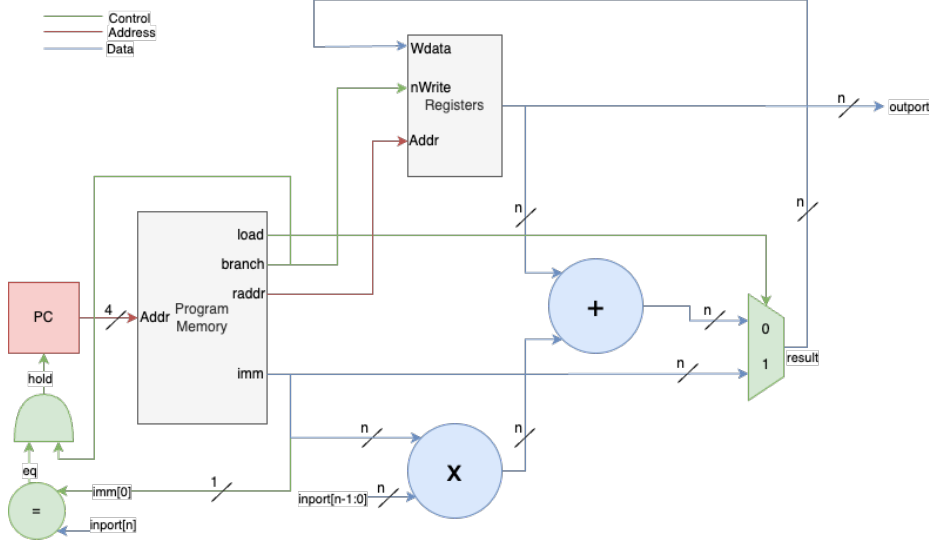 Control
Address
Data
Wdata
nWrite
Registers
Addr
n
outport
n
n
load
branch
raddr
Program
Memory
Addr
imm
PC
4
hold
eq
=
imm[0]
1
inport[n]
inport[n-1:0]
n
n
X
n
+
n
n
0
1
result